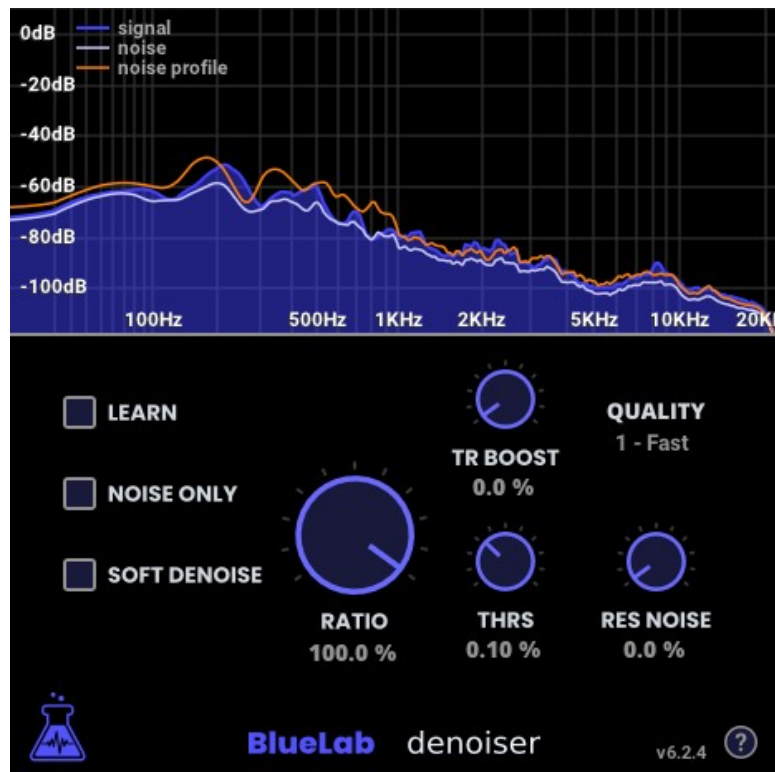 0dB
signal
noise
noise profile
-20dB
-40dB
-60dB
-80dB
-100dB
100Hz 500Hz 1KHz 2KHz 5KHz 10KHz
LEARN
NOISE ONLY
SOFT DENOISE
RATIO
100.0 %
TR BOOST
0.0 %
THRS
0.10 %
QUALITY
1 - Fast
RES NOISE
0.0 %
BlueLab denoiser
v6.2.4
?